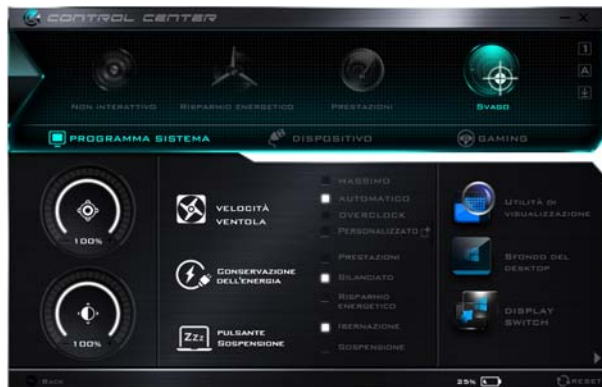 CONTROL CENTER
1
NON INTERATTIVO
RISPARMIO ENERGETICO
PRESTAZIONI
SVAGO
A
PROGRAMMA SISTEMA
DISPOSITIVO
GAMING
100%
VELOCITÀ
VENTOLA
MASSIMO
AUTOMATICO
OVERCLOCK
PERSONALIZZATO
UTILITÀ DI
VISUALIZZAZIONE
CONSERVAZIONE
DELL'ENERGIA
PRESTAZIONI
BILANCIATO
RISPARMIO
ENERGETICO
SFONDO DEL
DESKTOP
100%
ZZZ
PULSANTE
SOSPENSIONE
IBERNAZIONE
SOSPENSIONE
DISPLAY
SWITCH
BACK
25%
RESET